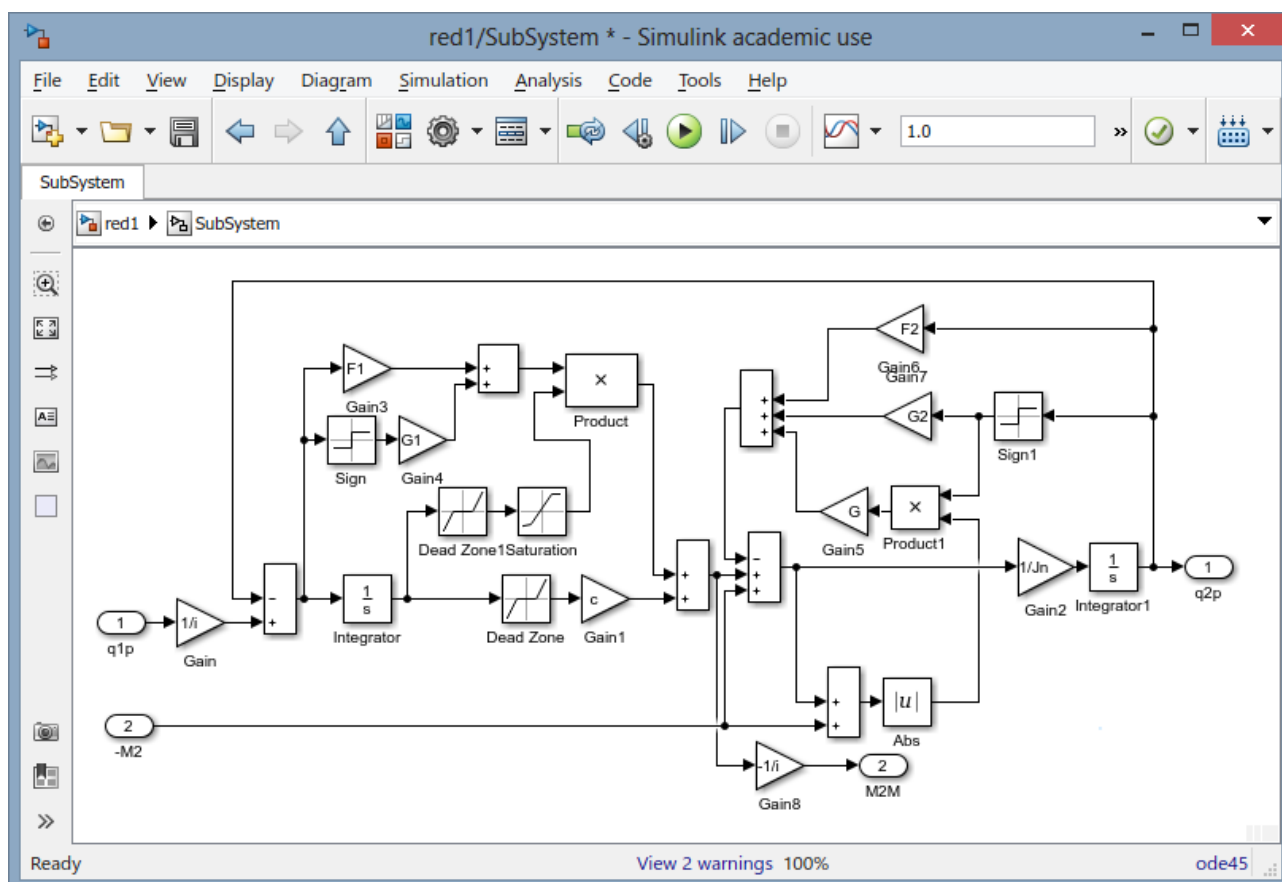 red1/SubSystem * - Simulink academic use
File Edit View Display Diagram Simulation Analysis Code Tools Help
1.0 »
SubSystem
red1 SubSystem
F2
Gain6
Gain7
F1
+
+
×
Gain3
Product
+
+
+
G2
Sign1
G1
Sign
Gain4
G
×
Gain5
Product1
Dead Zone1
Saturation
1/Jn
1
s
1
q2p
Gain2
Integrator1
-
+
+
+
+
c
Dead Zone
Gain1
-
+
1
s
Integrator
1
q1p
1/i
Gain
+
+
|u|
Abs
2
-M2
-1/i
Gain8
2
M2M
»
Ready View 2 warnings 100% ode45